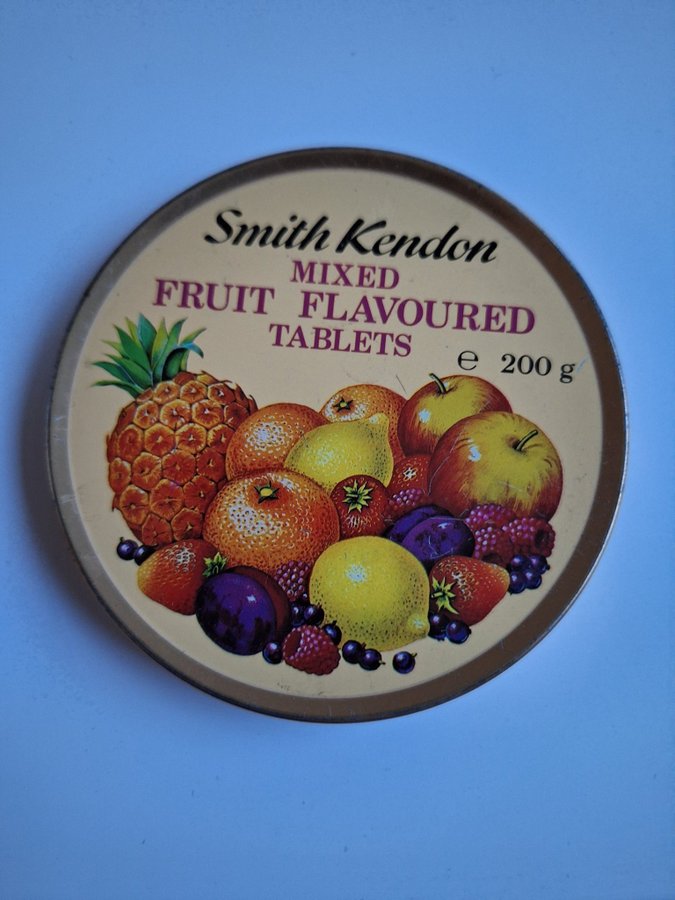 Smith Kendon
MIXED
FRUIT FLAVOURED
TABLETS
℮ 200 g